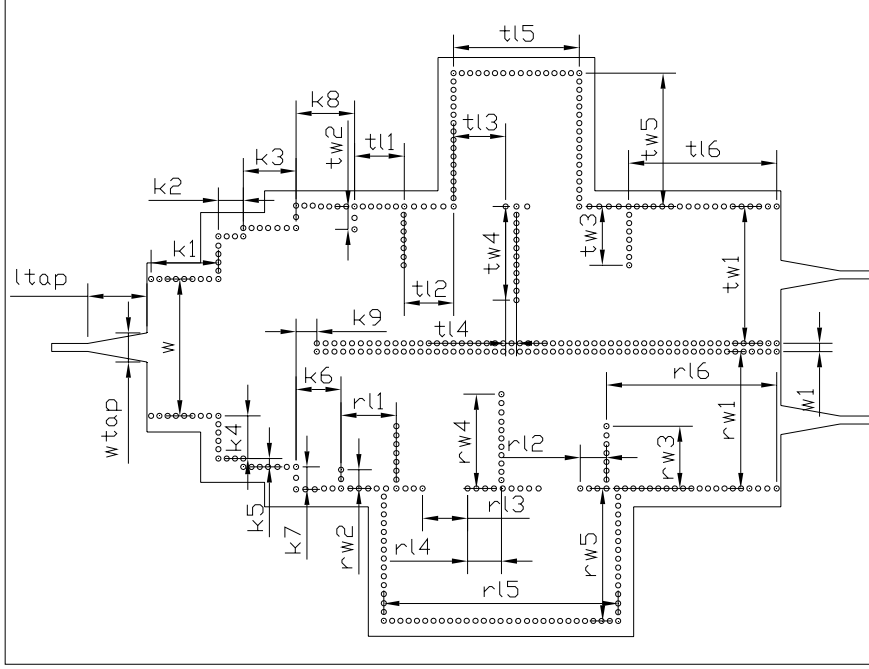 tl5
k8
tw2
tl1
tl3
tw5
tl6
k3
k2
k1
tw4
tw3
tw1
ltap
tl2
k9
tl4
w
k6
rl1
rl6
w1
wtap
k4
rw4
rl2
rw3
rw1
k5
k7
rw2
rl3
rl4
rw5
rl5